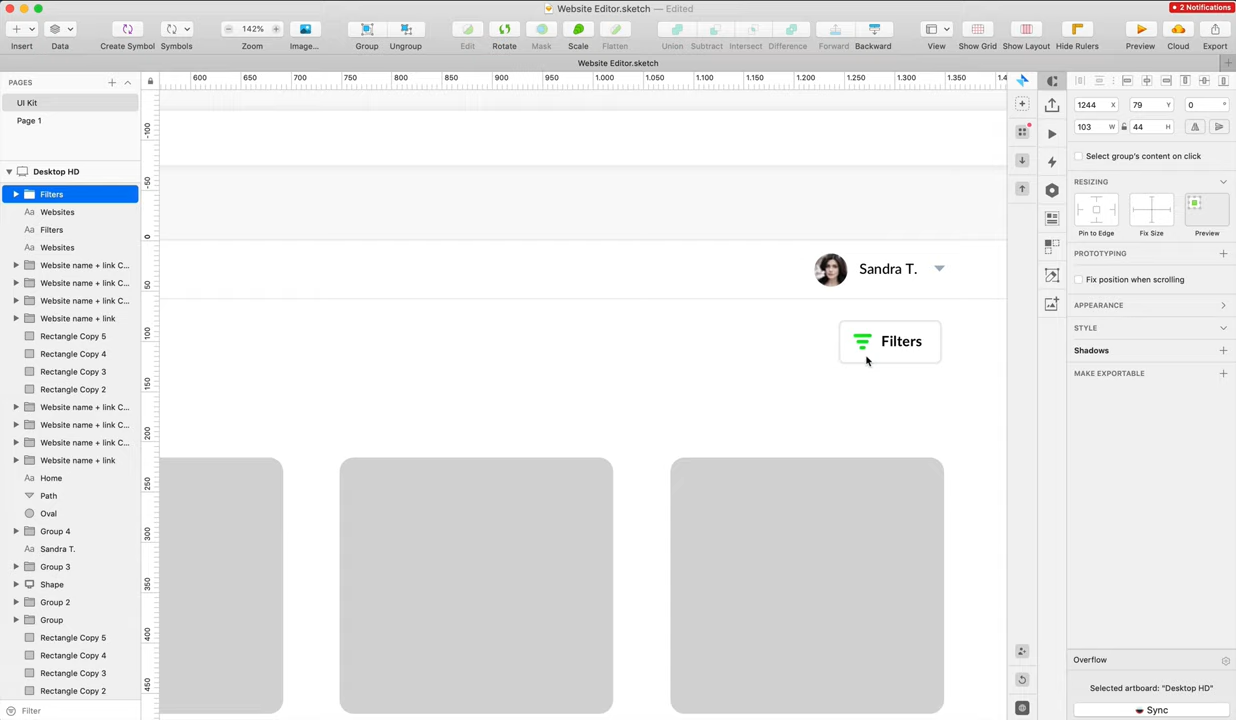 Website Editor.sketch — Edited
2 Notifications
Insert
Data
Create Symbol
Symbols
142%
Zoom
Image...
Group
Ungroup
Edit
Rotate
Mask
Scale
Flatten
Union
Subtract
Intersect
Difference
Forward
Backward
View
Show Grid
Show Layout
Hide Rulers
Preview
Cloud
Export
Website Editor.sketch
PAGES
UI Kit
Page 1
Desktop HD
Filters
Aa Websites
Aa Filters
Aa Websites
Website name + link C...
Website name + link C...
Website name + link C...
Website name + link
Rectangle Copy 5
Rectangle Copy 4
Rectangle Copy 3
Rectangle Copy 2
Website name + link C...
Website name + link C...
Website name + link C...
Website name + link
Aa Home
Path
Oval
Group 4
Aa Sandra T.
Group 3
Shape
Group 2
Group
Rectangle Copy 5
Rectangle Copy 4
Rectangle Copy 3
Rectangle Copy 2
Filter
600 650 700 750 800 850 900 950 1.000 1.050 1.100 1.150 1.200 1.250 1.300 1.350 1.4
-100
-50
0
50
100
150
200
250
300
350
400
450
Sandra T.
Filters
1244 X 79 Y 0 °
103 W 44 H
Select group's content on click
RESIZING
Pin to Edge Fix Size Preview
PROTOTYPING
Fix position when scrolling
APPEARANCE
STYLE
Shadows
MAKE EXPORTABLE
Overflow
Selected artboard: "Desktop HD"
Sync